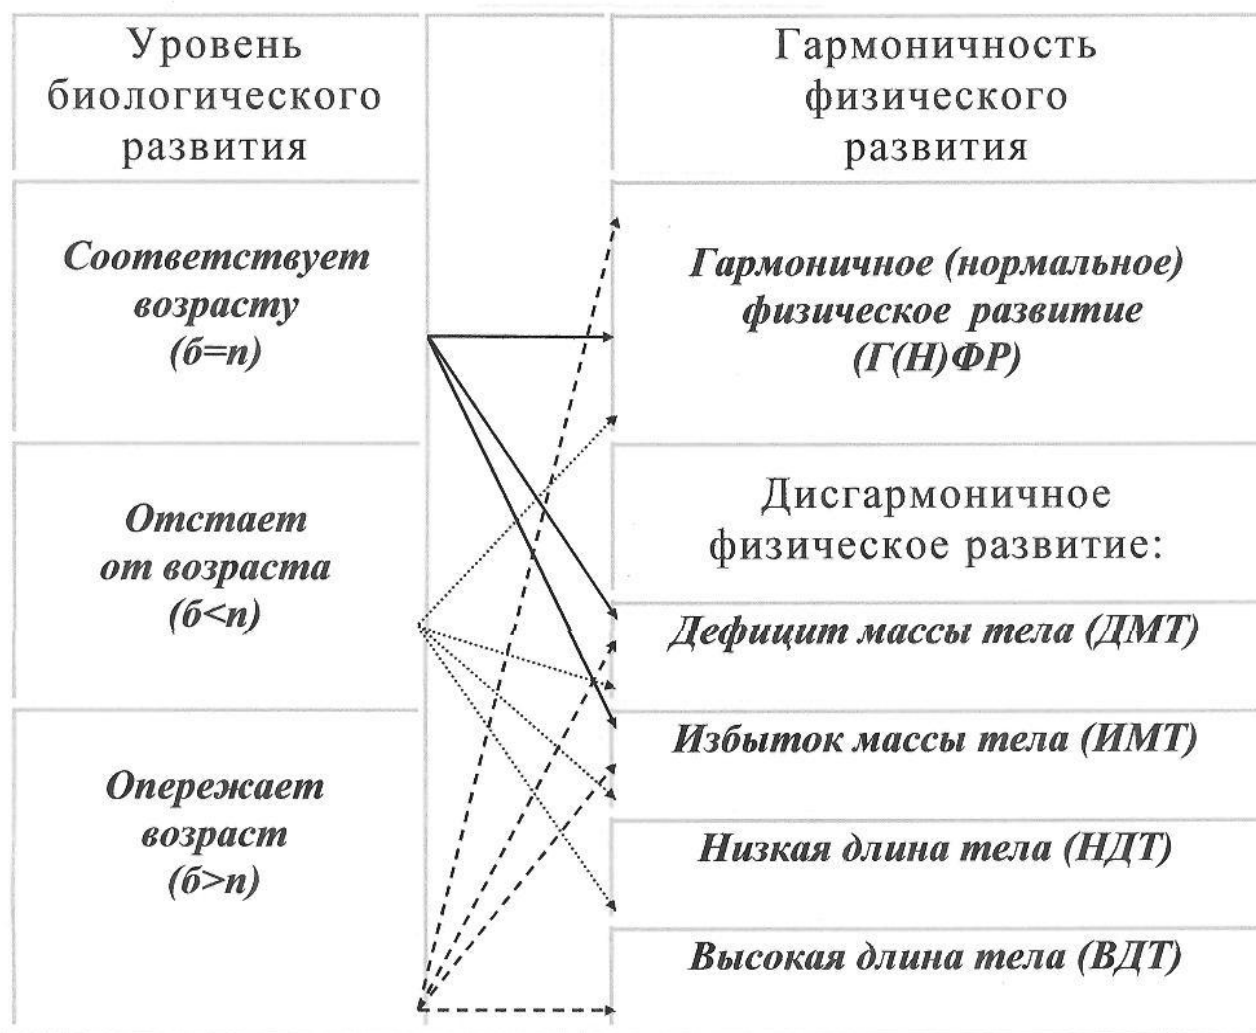 Уровень
биологического
развития
Гармоничность
физического
развития
Соответствует
возрасту
(б=п)
Гармоничное (нормальное)
физическое развитие
(Г(Н)ФР)
Отстает
от возраста
(б<п)
Дисгармоничное
физическое развитие:
Дефицит массы тела (ДМТ)
Опережает
возраст
(б>п)
Избыток массы тела (ИМТ)
Низкая длина тела (НДТ)
Высокая длина тела (ВДТ)